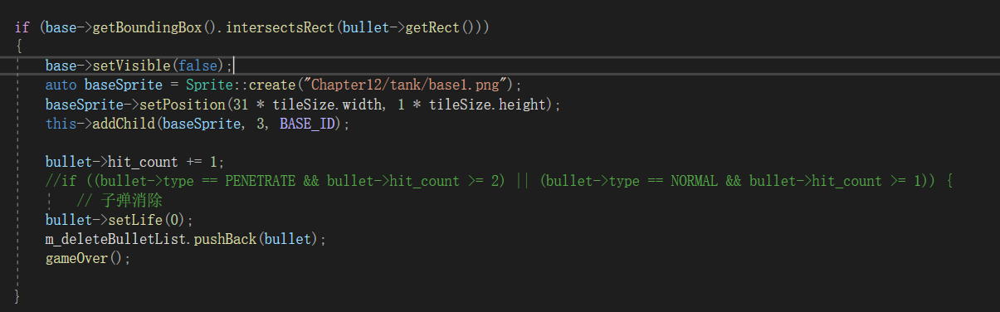 if (base->getBoundingBox().intersectsRect(bullet->getRect()))
{
base->setVisible(false);
auto baseSprite = Sprite::create("Chapter12/tank/base1.png");
baseSprite->setPosition(31 * tileSize.width, 1 * tileSize.height);
this->addChild(baseSprite, 3, BASE_ID);
bullet->hit_count += 1;
//if ((bullet->type == PENETRATE && bullet->hit_count >= 2) || (bullet->type == NORMAL && bullet->hit_count >= 1)) {
// 子弹消除
bullet->setLife(0);
m_deleteBulletList.pushBack(bullet);
gameOver();
}